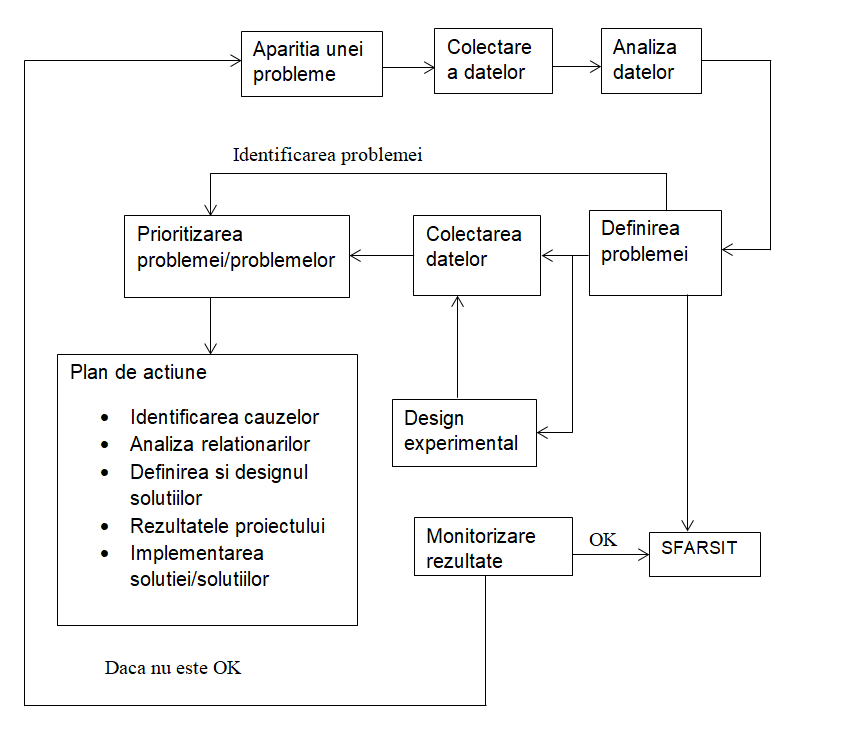 Aparitia unei
probleme
Colectare
a datelor
Analiza
datelor
Identificarea problemei
Prioritizarea
problemei/problemelor
Colectarea
datelor
Definirea
problemei
Plan de actiune
• Identificarea cauzelor
• Analiza relationarilor
• Definirea si designul
solutiilor
• Rezultatele proiectului
• Implementarea
solutiei/solutiilor
Design
experimental
Monitorizare
rezultate
OK
SFARSIT
Daca nu este OK